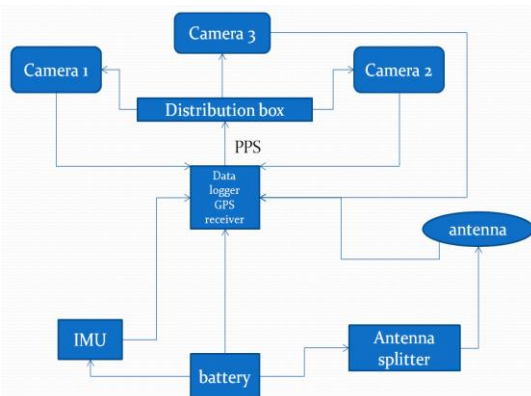 Camera 3
Camera 1
Camera 2
Distribution box
PPS
Data
logger
GPS
receiver
antenna
IMU
Antenna
splitter
battery